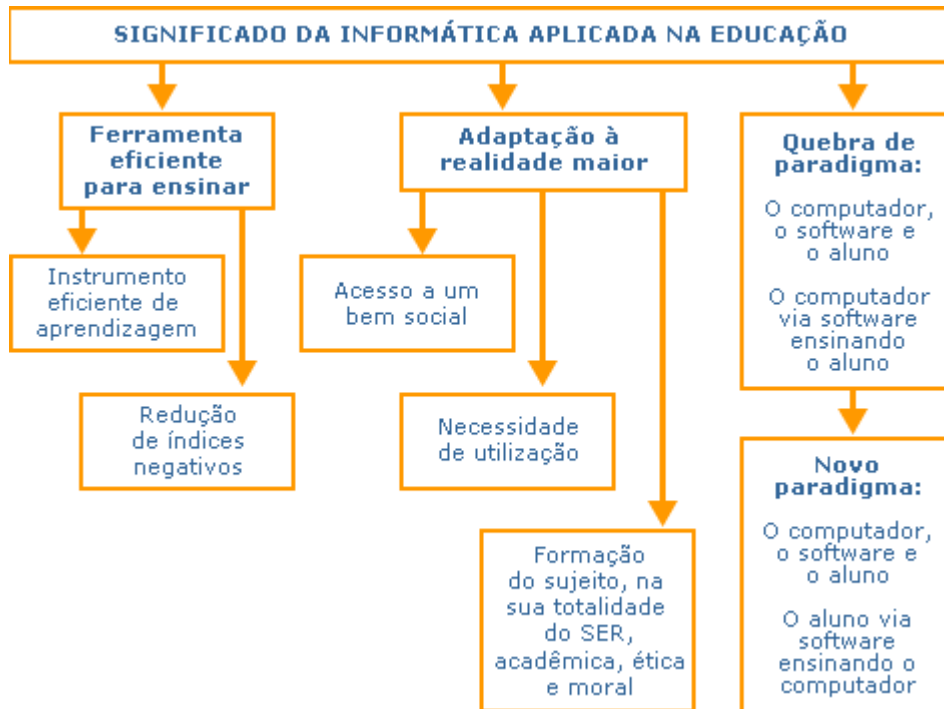 SIGNIFICADO DA INFORMÁTICA APLICADA NA EDUCAÇÃO
Ferramenta
eficiente
para ensinar
Instrumento
eficiente de
aprendizagem
Redução
de índices
negativos
Adaptação à
realidade maior
Acesso a um
bem social
Necessidade
de utilização
Formação
do sujeito, na
sua totalidade
do SER,
acadêmica, ética
e moral
Quebra de
paradigma:
O computador,
o software e
o aluno
O computador
via software
ensinando
o aluno
Novo
paradigma:
O computador,
o software e
o aluno
O aluno via
software
ensinando o
computador